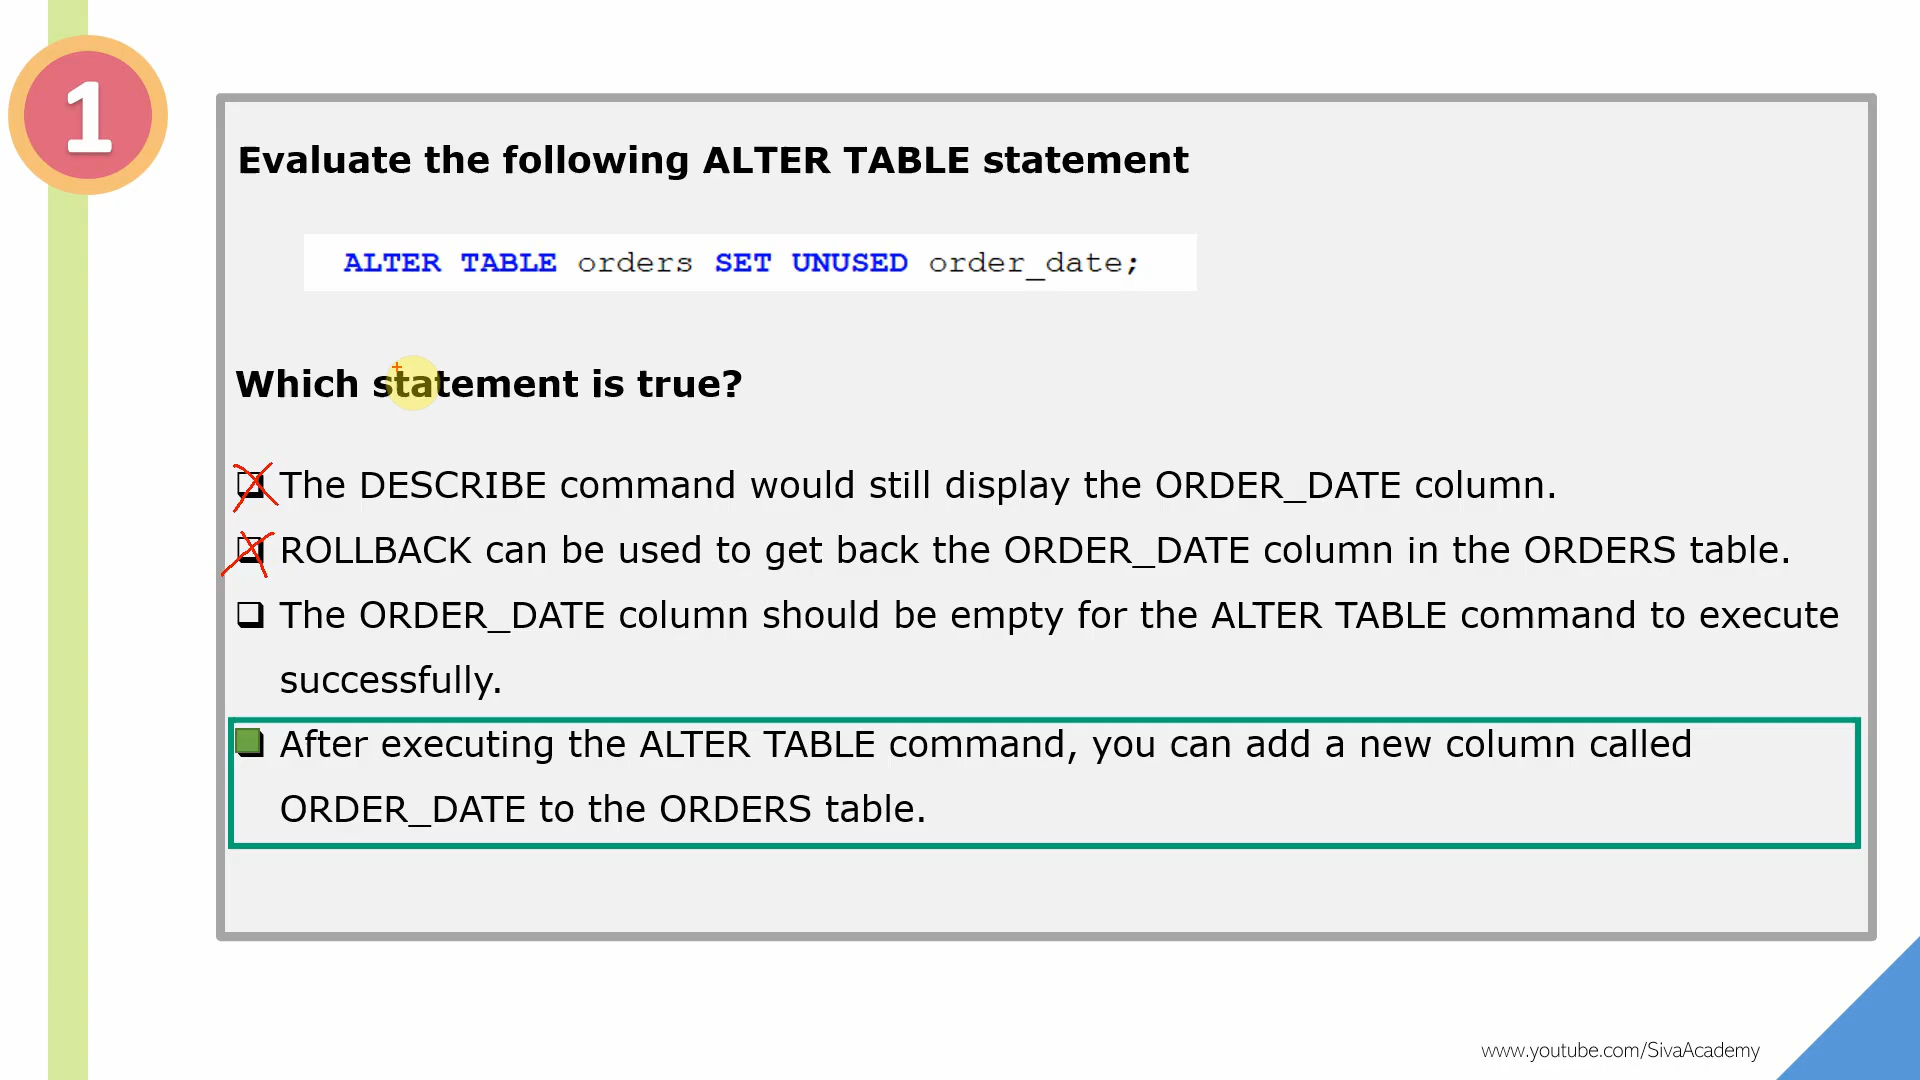 1
Evaluate the following ALTER TABLE statement
ALTER TABLE orders SET UNUSED order_date;
Which statement is true?
The DESCRIBE command would still display the ORDER_DATE column.
ROLLBACK can be used to get back the ORDER_DATE column in the ORDERS table.
The ORDER_DATE column should be empty for the ALTER TABLE command to execute
successfully.
After executing the ALTER TABLE command, you can add a new column called
ORDER_DATE to the ORDERS table.
www.youtube.com/SivaAcademy